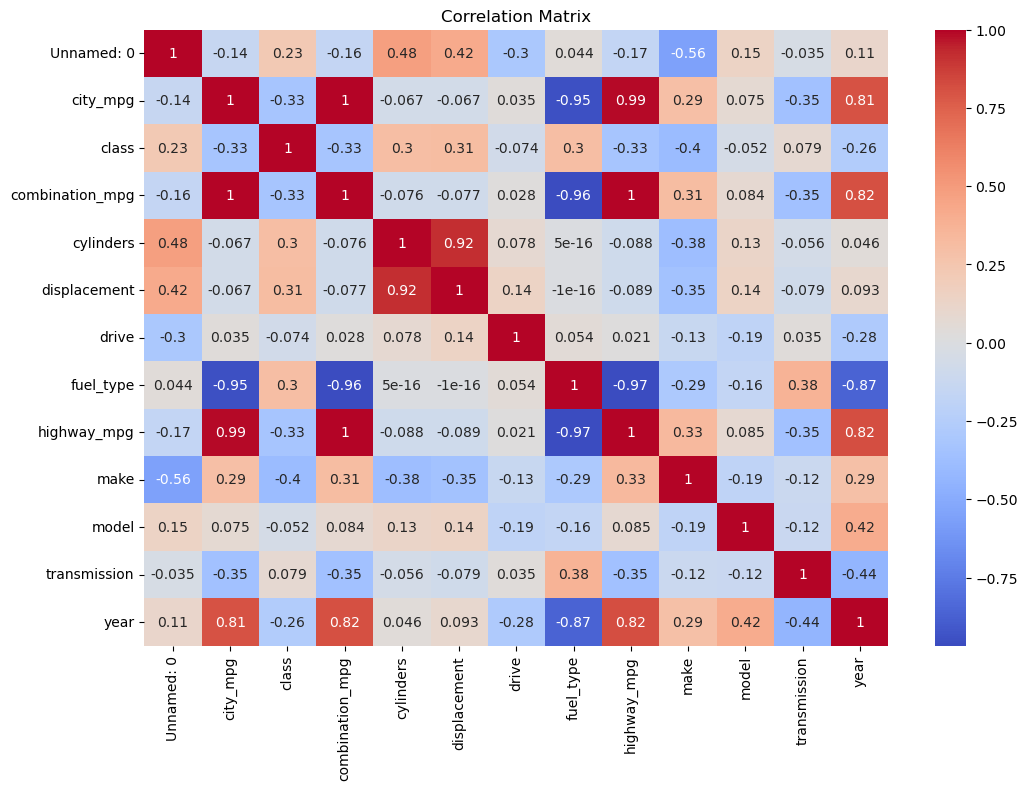 Correlation Matrix
Unnamed: 0 1 -0.14 0.23 -0.16 0.48 0.42 -0.3 0.044 -0.17 -0.56 0.15 -0.035 0.11
city_mpg -0.14 1 -0.33 1 -0.067 -0.067 0.035 -0.95 0.99 0.29 0.075 -0.35 0.81
class 0.23 -0.33 1 -0.33 0.3 0.31 -0.074 0.3 -0.33 -0.4 -0.052 0.079 -0.26
combination_mpg -0.16 1 -0.33 1 -0.076 -0.077 0.028 -0.96 1 0.31 0.084 -0.35 0.82
cylinders 0.48 -0.067 0.3 -0.076 1 0.92 0.078 5e-16 -0.088 -0.38 0.13 -0.056 0.046
displacement 0.42 -0.067 0.31 -0.077 0.92 1 0.14 -1e-16 -0.089 -0.35 0.14 -0.079 0.093
drive -0.3 0.035 -0.074 0.028 0.078 0.14 1 0.054 0.021 -0.13 -0.19 0.035 -0.28
fuel_type 0.044 -0.95 0.3 -0.96 5e-16 -1e-16 0.054 1 -0.97 -0.29 -0.16 0.38 -0.87
highway_mpg -0.17 0.99 -0.33 1 -0.088 -0.089 0.021 -0.97 1 0.33 0.085 -0.35 0.82
make -0.56 0.29 -0.4 0.31 -0.38 -0.35 -0.13 -0.29 0.33 1 -0.19 -0.12 0.29
model 0.15 0.075 -0.052 0.084 0.13 0.14 -0.19 -0.16 0.085 -0.19 1 -0.12 0.42
transmission -0.035 -0.35 0.079 -0.35 -0.056 -0.079 0.035 0.38 -0.35 -0.12 -0.12 1 -0.44
year 0.11 0.81 -0.26 0.82 0.046 0.093 -0.28 -0.87 0.82 0.29 0.42 -0.44 1
Unnamed: 0
city_mpg
class
combination_mpg
cylinders
displacement
drive
fuel_type
highway_mpg
make
model
transmission
year
1.00
0.75
0.50
0.25
0.00
−0.25
−0.50
−0.75